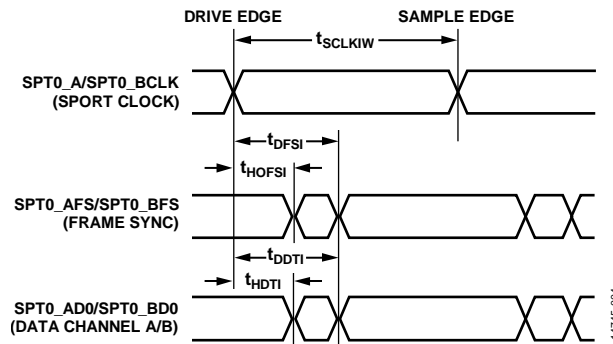 DRIVE EDGE
SAMPLE EDGE
tSCLKIW
SPT0_A/SPT0_BCLK
(SPORT CLOCK)
tDFSI
tHOFSI
SPT0_AFS/SPT0_BFS
(FRAME SYNC)
tDDTI
tHDTI
SPT0_AD0/SPT0_BD0
(DATA CHANNEL A/B)